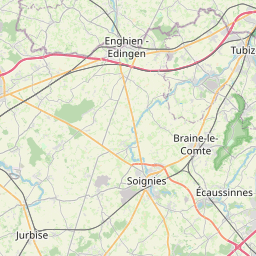 Enghien -
Edingen
Tubiz
Braine-le-
Comte
Soignies
Écaussinnes
Jurbise